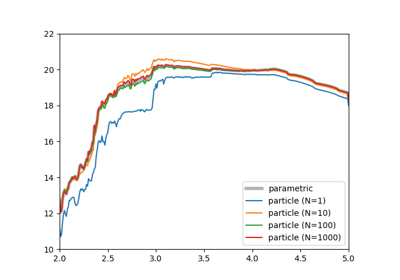 22
20
18
16
14
12
10
2.0 2.5 3.0 3.5 4.0 4.5 5.0
parametric
particle (N=1)
particle (N=10)
particle (N=100)
particle (N=1000)